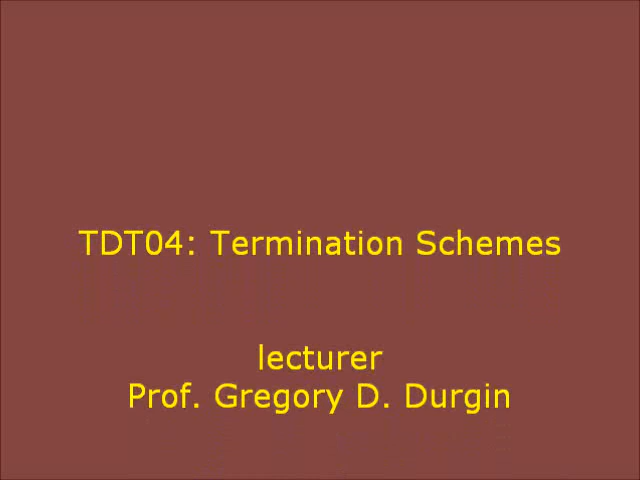 TDT04: Termination Schemes
lecturer
Prof. Gregory D. Durgin